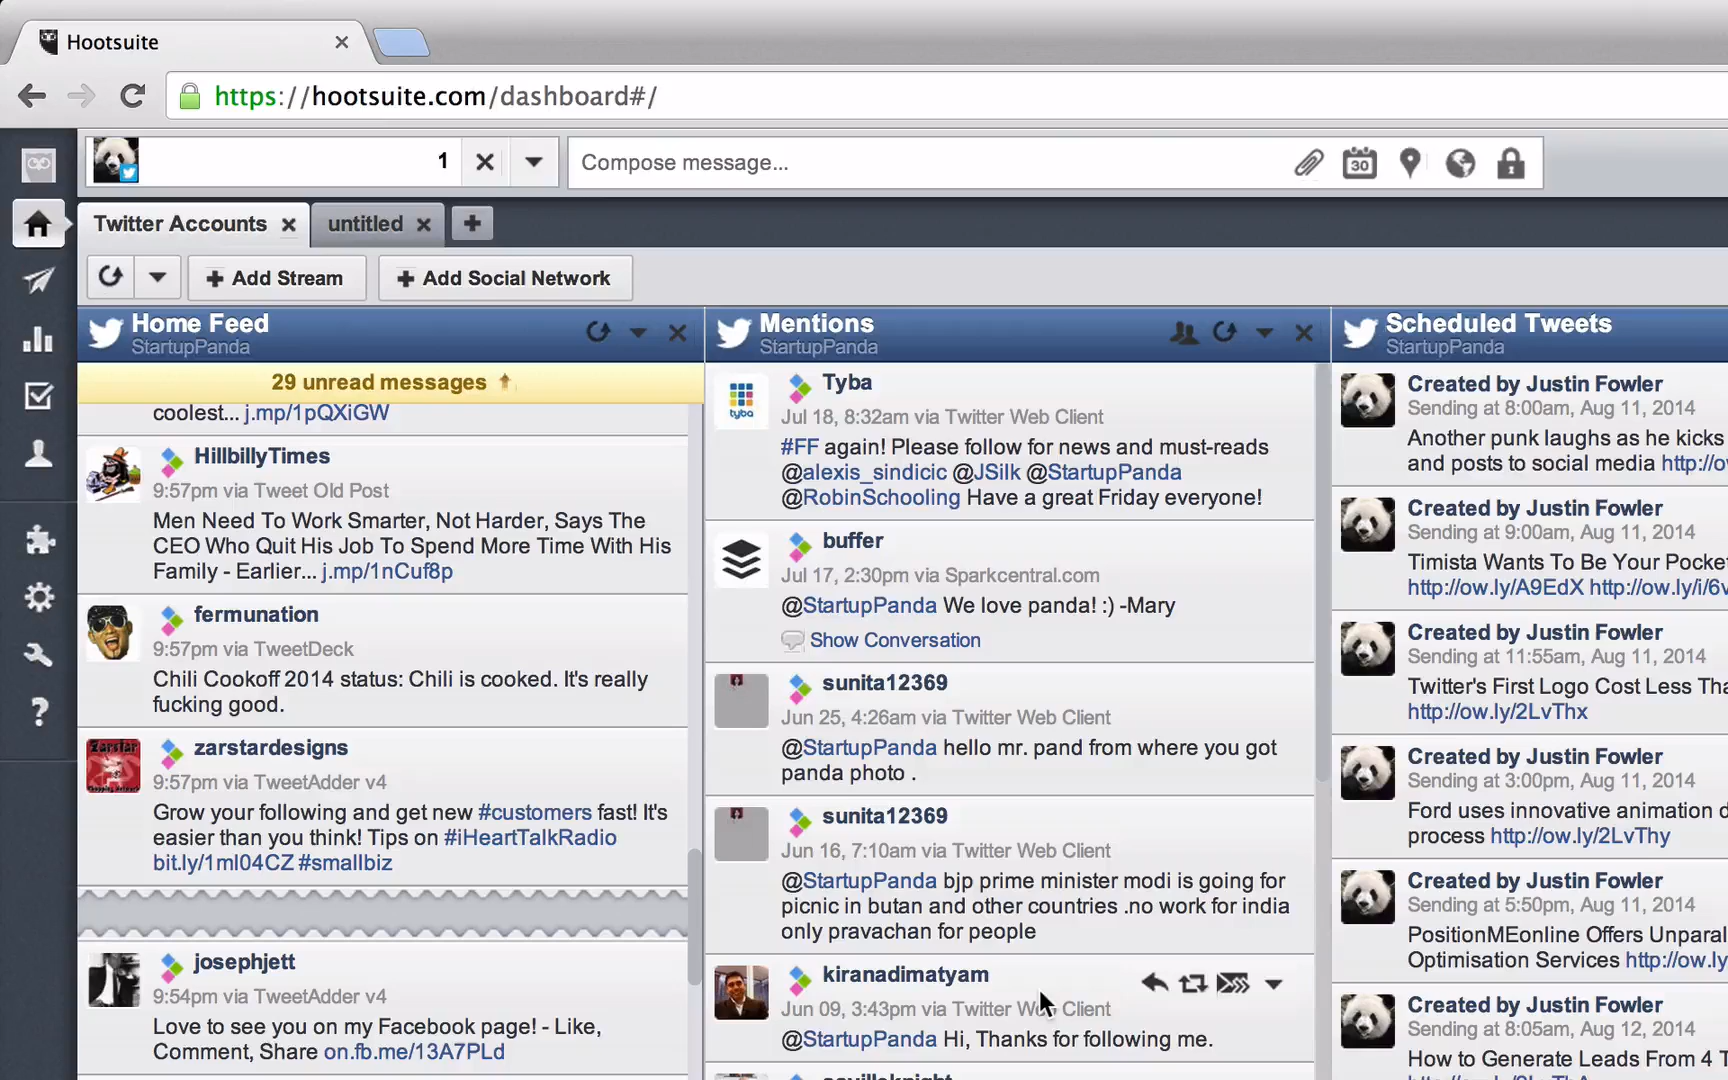 Hootsuite
https://hootsuite.com/dashboard#/
1
Compose message...
30
Twitter Accounts
untitled
Add Stream
Add Social Network
Home Feed
StartupPanda
29 unread messages
coolest... j.mp/1pQXiGW
HillbillyTimes
9:57pm via Tweet Old Post
Men Need To Work Smarter, Not Harder, Says The
CEO Who Quit His Job To Spend More Time With His
Family - Earlier... j.mp/1nCuf8p
fermunation
9:57pm via TweetDeck
Chili Cookoff 2014 status: Chili is cooked. It's really
fucking good.
zarstardesigns
9:57pm via TweetAdder v4
Grow your following and get new #customers fast! It's
easier than you think! Tips on #iHeartTalkRadio
bit.ly/1ml04CZ #smallbiz
josephjett
9:54pm via TweetAdder v4
Love to see you on my Facebook page! - Like,
Comment, Share on.fb.me/13A7PLd
Mentions
StartupPanda
tyba
Tyba
Jul 18, 8:32am via Twitter Web Client
#FF again! Please follow for news and must-reads
@alexis_sindicic @JSilk @StartupPanda
@RobinSchooling Have a great Friday everyone!
buffer
Jul 17, 2:30pm via Sparkcentral.com
@StartupPanda We love panda! :) -Mary
Show Conversation
sunita12369
Jun 25, 4:26am via Twitter Web Client
@StartupPanda hello mr. pand from where you got
panda photo .
sunita12369
Jun 16, 7:10am via Twitter Web Client
@StartupPanda bjp prime minister modi is going for
picnic in butan and other countries .no work for india
only pravachan for people
kiranadimatyam
Jun 09, 3:43pm via Twitter Web Client
@StartupPanda Hi, Thanks for following me.
Scheduled Tweets
StartupPanda
Created by Justin Fowler
Sending at 8:00am, Aug 11, 2014
Another punk laughs as he kicks
and posts to social media http://o
Created by Justin Fowler
Sending at 9:00am, Aug 11, 2014
Timista Wants To Be Your Pocket
http://ow.ly/A9EdX http://ow.ly/i/6v
Created by Justin Fowler
Sending at 11:55am, Aug 11, 2014
Twitter's First Logo Cost Less Tha
http://ow.ly/2LvThx
Created by Justin Fowler
Sending at 3:00pm, Aug 11, 2014
Ford uses innovative animation d
process http://ow.ly/2LvThy
Created by Justin Fowler
Sending at 5:50pm, Aug 11, 2014
PositionMEonline Offers Unparal
Optimisation Services http://ow.ly/
Created by Justin Fowler
Sending at 8:05am, Aug 12, 2014
How to Generate Leads From 4 T